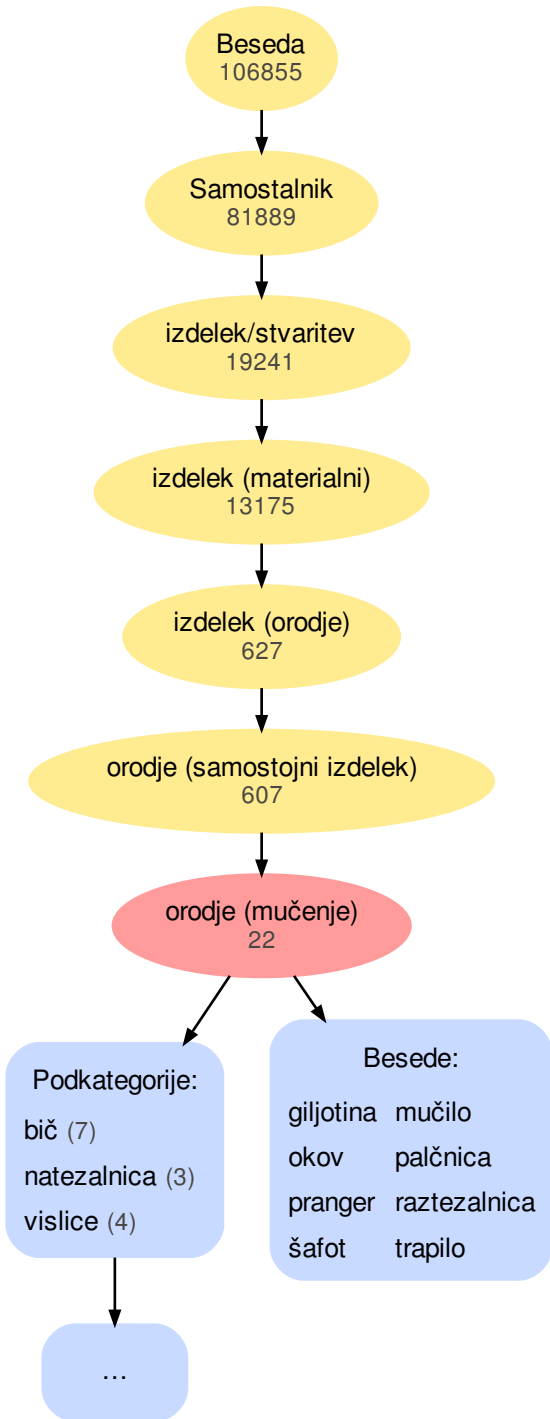 Beseda
106855
Samostalnik
81889
izdelek/stvaritev
19241
izdelek (materialni)
13175
izdelek (orodje)
627
orodje (samostojni izdelek)
607
orodje (mučenje)
22
Podkategorije:
bič (7)
natezalnica (3)
vislice (4)
...
Besede:
giljotina mučilo
okov palčnica
pranger raztezalnica
šafot trapilo